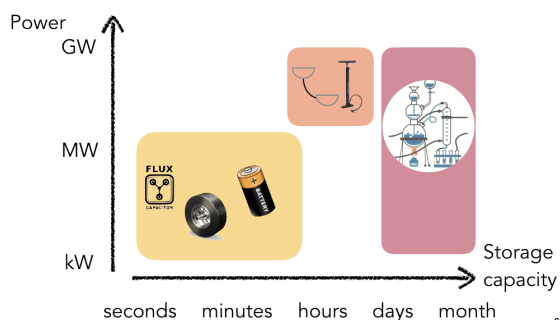 Power
GW
MW
kW
FLUX
CAPACITOR
+
BATTERY
Storage
capacity
seconds minutes hours days month